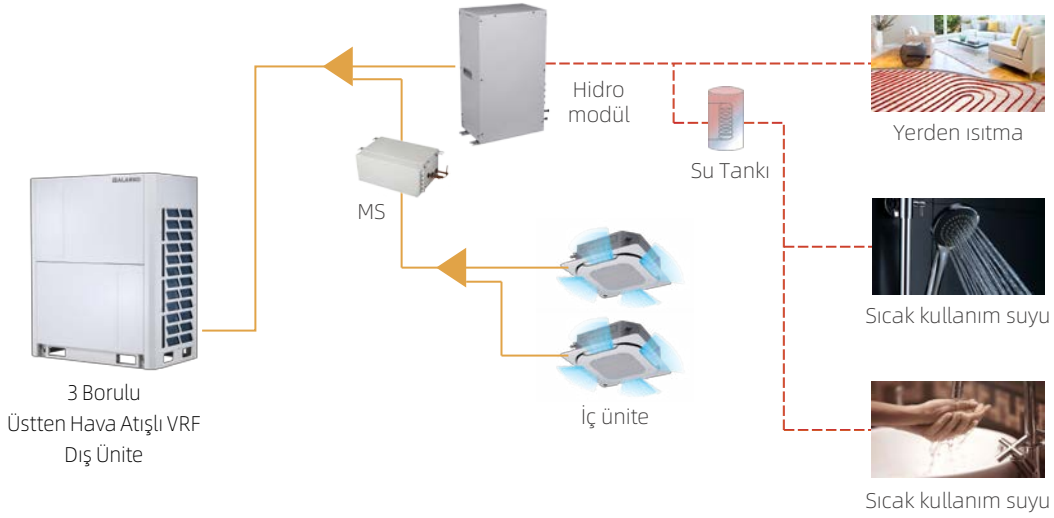 Hidro
modül
Yerden ısıtma
Su Tankı
MS
ALARKO
Sıcak kullanım suyu
İç ünite
3 Borulu
Üstten Hava Atışlı VRF
Dış Ünite
Sıcak kullanım suyu